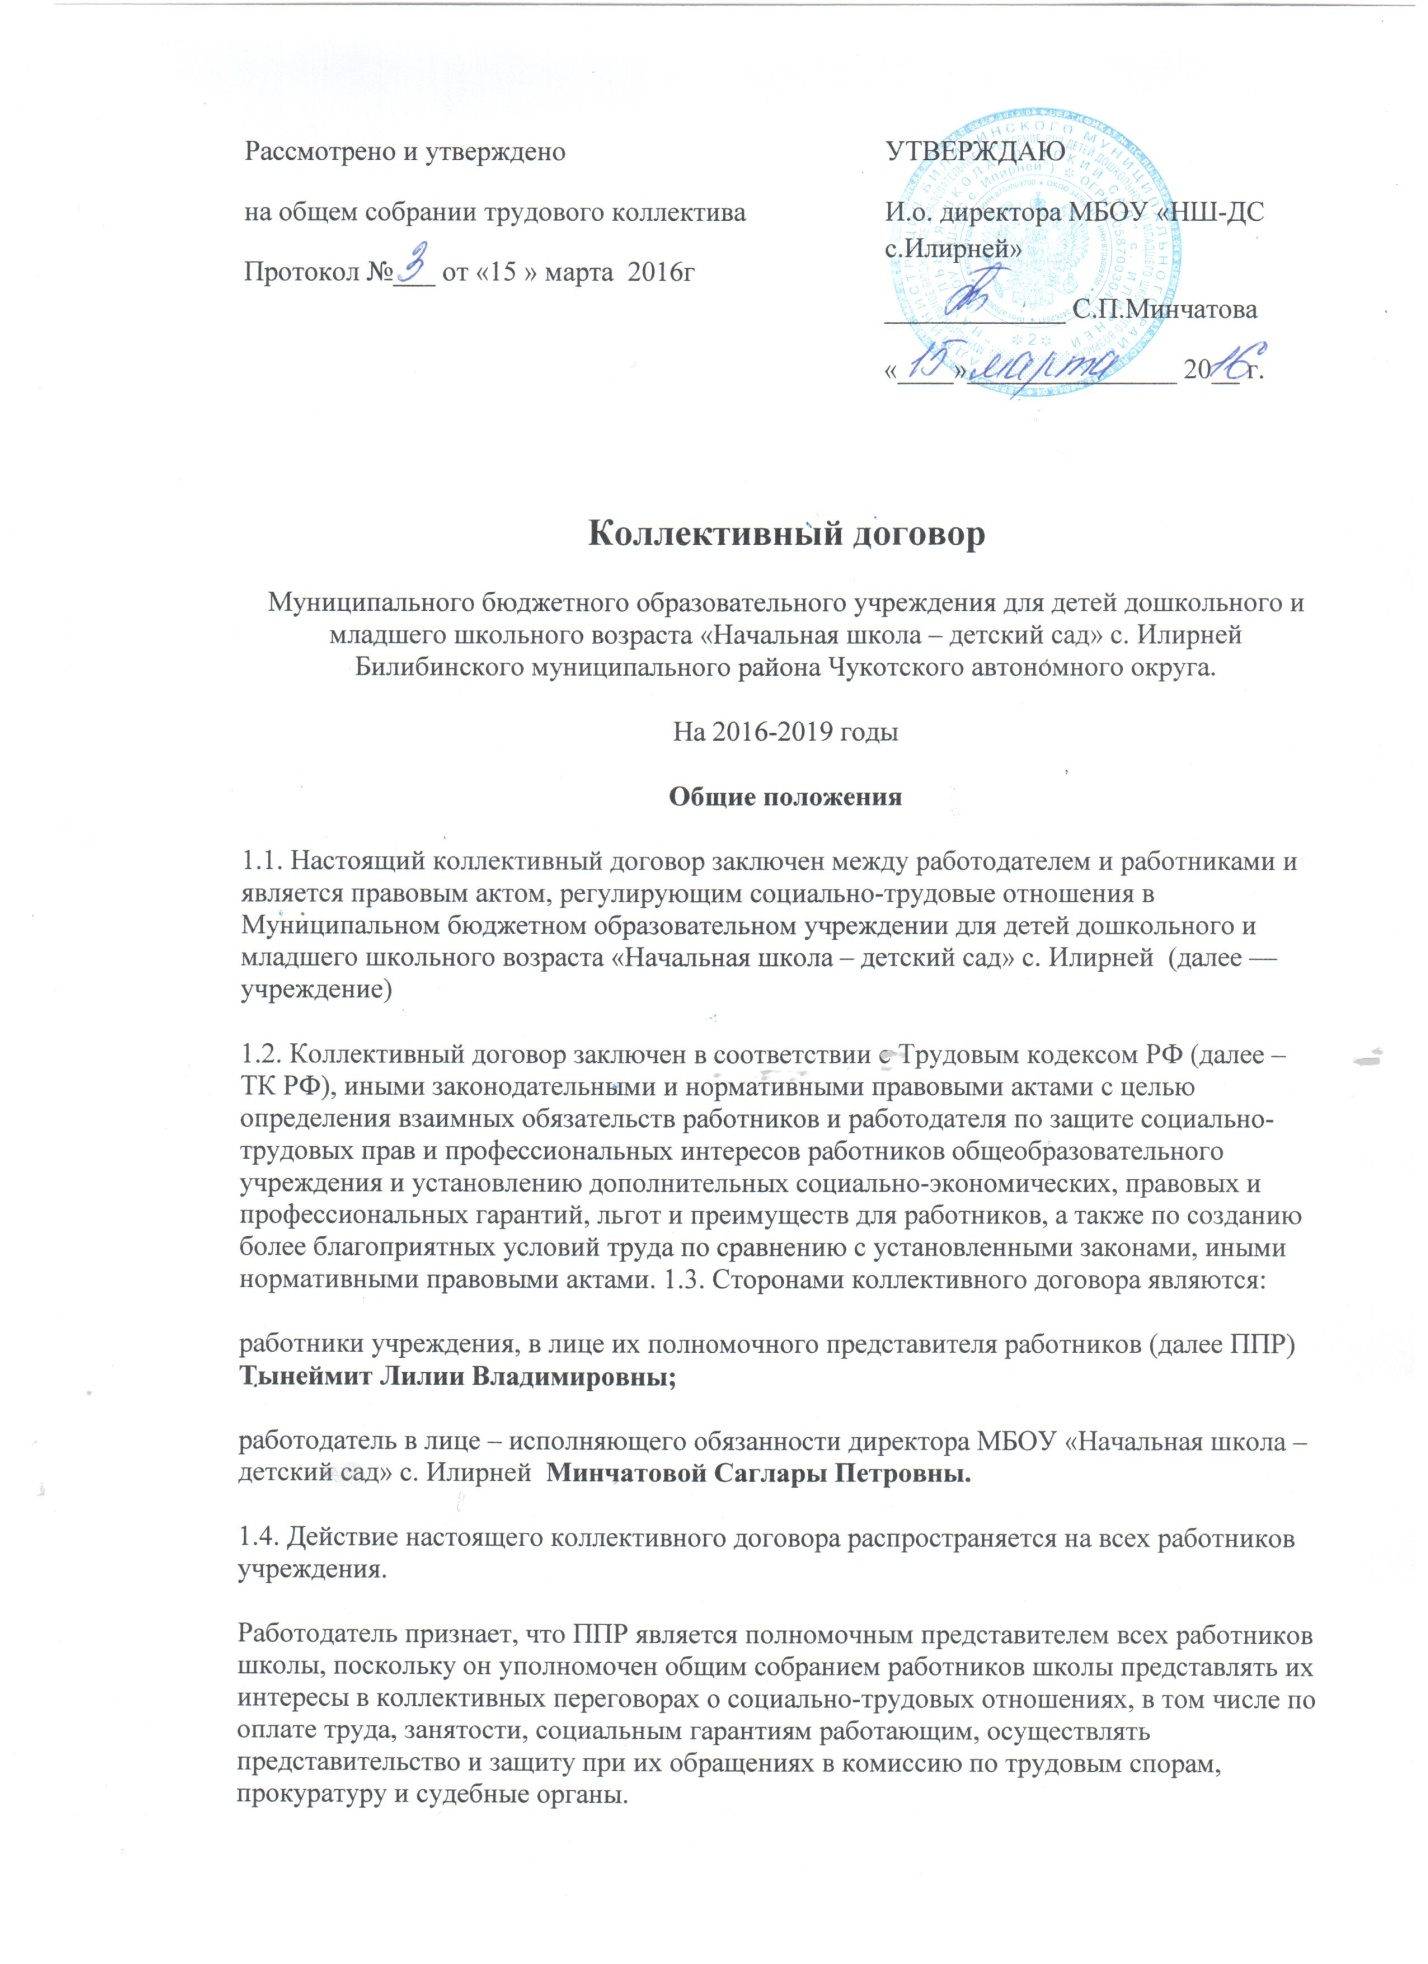 Рассмотрено и утверждено
на общем собрании трудового коллектива
Протокол № 3 от «15 » марта 2016г
УТВЕРЖДАЮ
И.о. директора МБОУ «НШ-ДС
с.Илирней»
______________ С.П.Минчатова
« 15 » марта 2016 г.
Коллективный договор
Муниципального бюджетного образовательного учреждения для детей дошкольного и
младшего школьного возраста «Начальная школа – детский сад» с. Илирней
Билибинского муниципального района Чукотского автономного округа.
На 2016-2019 годы
Общие положения
1.1. Настоящий коллективный договор заключен между работодателем и работниками и
является правовым актом, регулирующим социально-трудовые отношения в
Муниципальном бюджетном образовательном учреждении для детей дошкольного и
младшего школьного возраста «Начальная школа – детский сад» с. Илирней (далее —
учреждение)
1.2. Коллективный договор заключен в соответствии с Трудовым кодексом РФ (далее –
ТК РФ), иными законодательными и нормативными правовыми актами с целью
определения взаимных обязательств работников и работодателя по защите социально-
трудовых прав и профессиональных интересов работников общеобразовательного
учреждения и установлению дополнительных социально-экономических, правовых и
профессиональных гарантий, льгот и преимуществ для работников, а также по созданию
более благоприятных условий труда по сравнению с установленными законами, иными
нормативными правовыми актами. 1.3. Сторонами коллективного договора являются:
работники учреждения, в лице их полномочного представителя работников (далее ППР)
Тынеймит Лилии Владимировны;
работодатель в лице – исполняющего обязанности директора МБОУ «Начальная школа –
детский сад» с. Илирней Минчатовой Саглары Петровны.
1.4. Действие настоящего коллективного договора распространяется на всех работников
учреждения.
Работодатель признает, что ППР является полномочным представителем всех работников
школы, поскольку он уполномочен общим собранием работников школы представлять их
интересы в коллективных переговорах о социально-трудовых отношениях, в том числе по
оплате труда, занятости, социальным гарантиям работающим, осуществлять
представительство и защиту при их обращениях в комиссию по трудовым спорам,
прокуратуру и судебные органы.